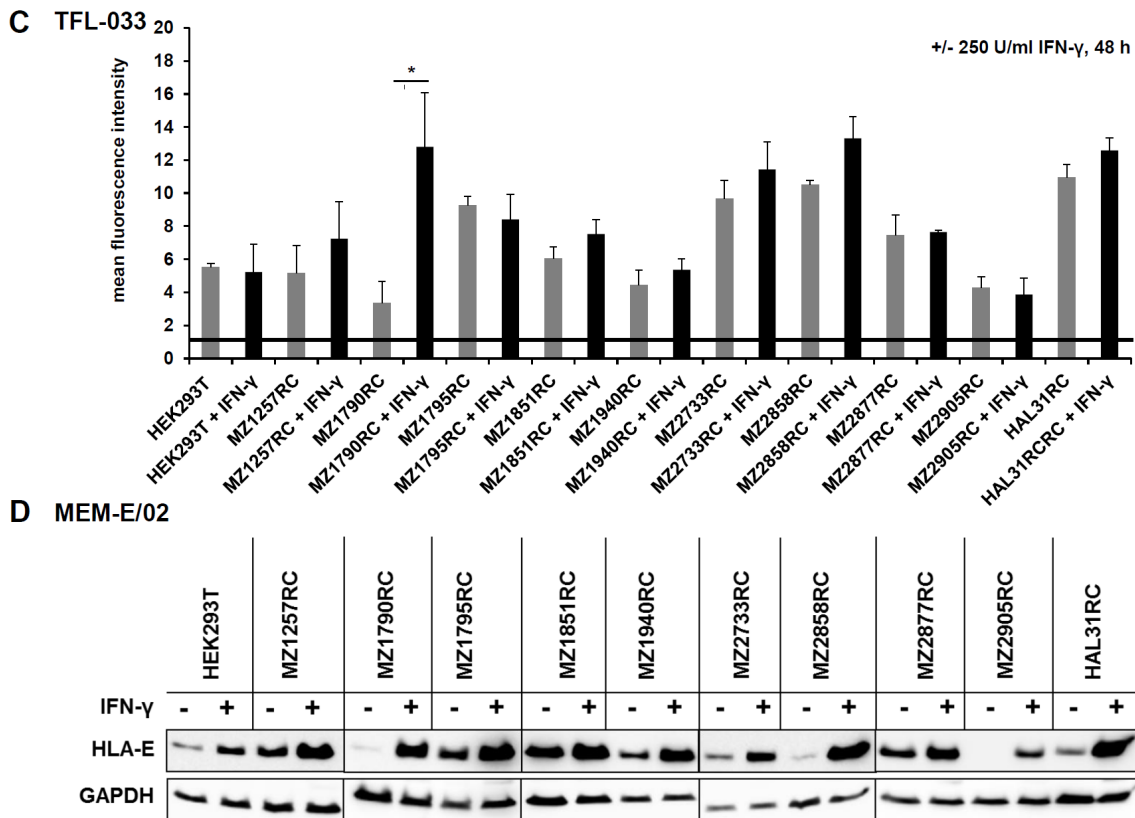 C TFL-033
+/- 250 U/ml IFN-γ, 48 h
mean fluorescence intensity
20
18
16
14
12
10
8
6
4
2
0
*
HEK293T
HEK293T + IFN-γ
MZ1257RC
MZ1257RC + IFN-γ
MZ1790RC
MZ1790RC + IFN-γ
MZ1795RC
MZ1795RC + IFN-γ
MZ1851RC
MZ1851RC + IFN-γ
MZ1940RC
MZ1940RC + IFN-γ
MZ2733RC
MZ2733RC + IFN-γ
MZ2858RC
MZ2858RC + IFN-γ
MZ2877RC
MZ2877RC + IFN-γ
MZ2905RC
MZ2905RC + IFN-γ
HAL31RC
HAL31RCRC + IFN-γ
D MEM-E/02
HEK293T
MZ1257RC
MZ1790RC
MZ1795RC
MZ1851RC
MZ1940RC
MZ2733RC
MZ2858RC
MZ2877RC
MZ2905RC
HAL31RC
IFN-γ - + - + - + - + - + - + - + - + - + - + - +
HLA-E
GAPDH